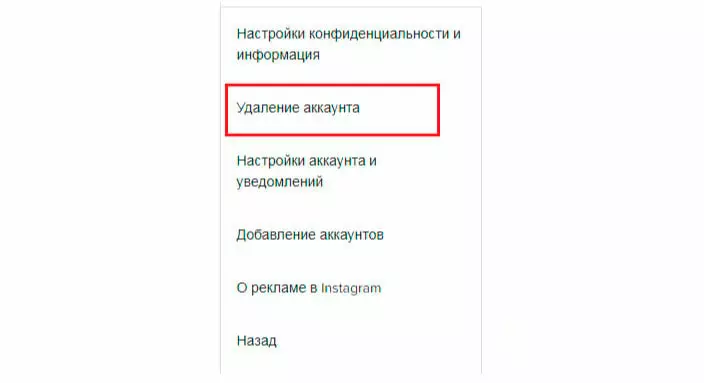 Настройки конфиденциальности и
информация
Удаление аккаунта
Настройки аккаунта и
уведомлений
Добавление аккаунтов
О рекламе в Instagram
Назад